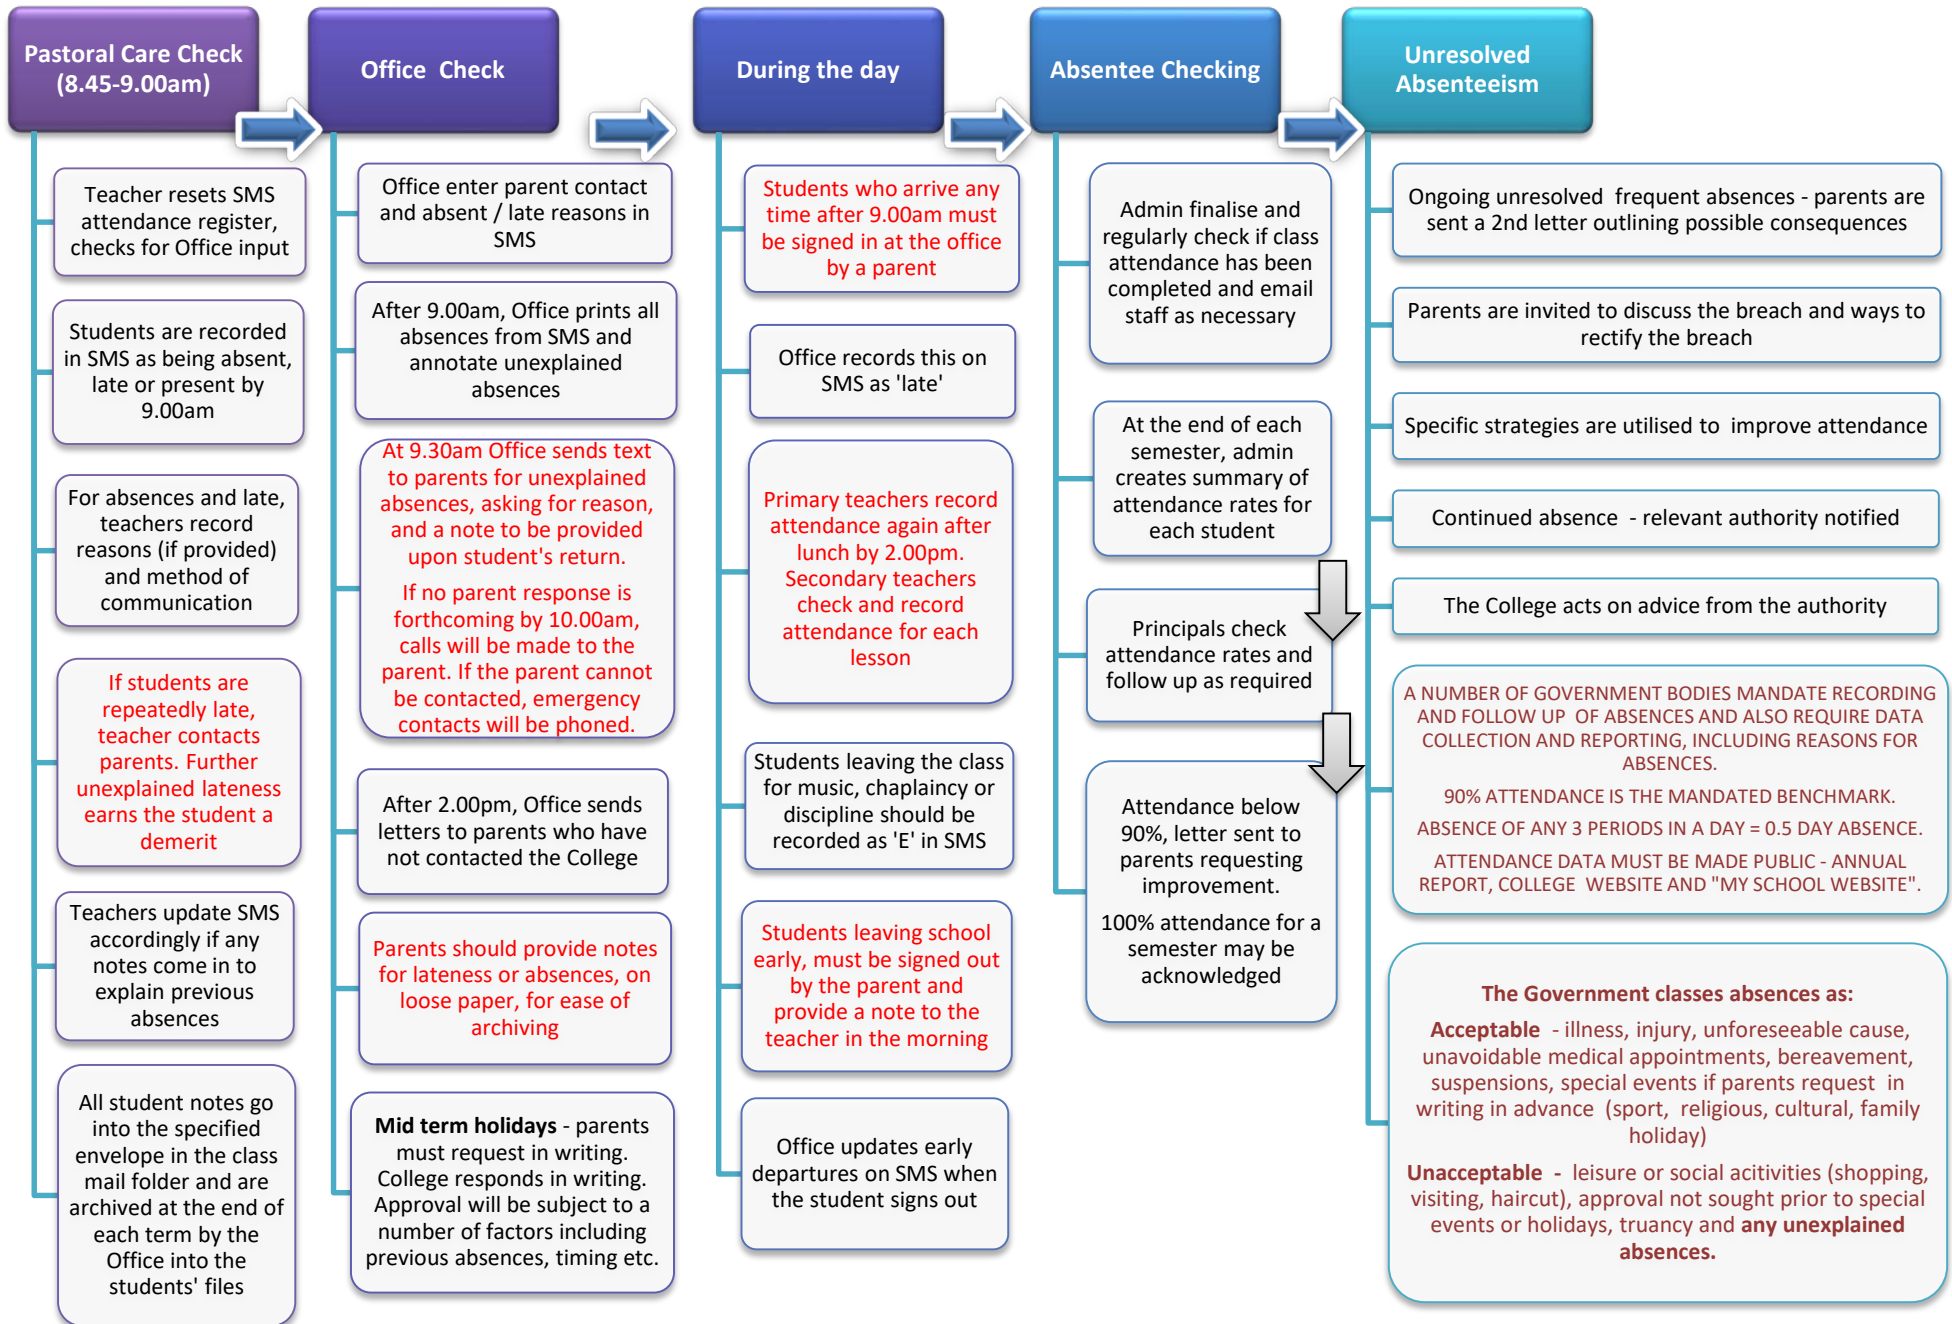 Pastoral Care Check
(8.45-9.00am)
Teacher resets SMS
attendance register,
checks for Office input
Students are recorded
in SMS as being absent,
late or present by
9.00am
For absences and late,
teachers record
reasons (if provided)
and method of
communication
If students are
repeatedly late,
teacher contacts
parents. Further
unexplained lateness
earns the student a
demerit
Teachers update SMS
accordingly if any
notes come in to
explain previous
absences
All student notes go
into the specified
envelope in the class
mail folder and are
archived at the end of
each term by the
Office into the
students' files
Office Check
Office enter parent contact
and absent / late reasons in
SMS
After 9.00am, Office prints all
absences from SMS and
annotate unexplained
absences
At 9.30am Office sends text
to parents for unexplained
absences, asking for reason,
and a note to be provided
upon student's return.
If no parent response is
forthcoming by 10.00am,
calls will be made to the
parent. If the parent cannot
be contacted, emergency
contacts will be phoned.
After 2.00pm, Office sends
letters to parents who have
not contacted the College
Parents should provide notes
for lateness or absences, on
loose paper, for ease of
archiving
Mid term holidays - parents
must request in writing.
College responds in writing.
Approval will be subject to a
number of factors including
previous absences, timing etc.
During the day
Students who arrive any
time after 9.00am must
be signed in at the office
by a parent
Office records this on
SMS as 'late'
Primary teachers record
attendance again after
lunch by 2.00pm.
Secondary teachers
check and record
attendance for each
lesson
Students leaving the class
for music, chaplaincy or
discipline should be
recorded as 'E' in SMS
Students leaving school
early, must be signed out
by the parent and
provide a note to the
teacher in the morning
Office updates early
departures on SMS when
the student signs out
Absentee Checking
Admin finalise and
regularly check if class
attendance has been
completed and email
staff as necessary
At the end of each
semester, admin
creates summary of
attendance rates for
each student
Principals check
attendance rates and
follow up as required
Attendance below
90%, letter sent to
parents requesting
improvement.
100% attendance for a
semester may be
acknowledged
Unresolved
Absenteeism
Ongoing unresolved frequent absences - parents are
sent a 2nd letter outlining possible consequences
Parents are invited to discuss the breach and ways to
rectify the breach
Specific strategies are utilised to improve attendance
Continued absence - relevant authority notified
The College acts on advice from the authority
A NUMBER OF GOVERNMENT BODIES MANDATE RECORDING
AND FOLLOW UP OF ABSENCES AND ALSO REQUIRE DATA
COLLECTION AND REPORTING, INCLUDING REASONS FOR
ABSENCES.
90% ATTENDANCE IS THE MANDATED BENCHMARK.
ABSENCE OF ANY 3 PERIODS IN A DAY = 0.5 DAY ABSENCE.
ATTENDANCE DATA MUST BE MADE PUBLIC - ANNUAL
REPORT, COLLEGE WEBSITE AND "MY SCHOOL WEBSITE".
The Government classes absences as:
Acceptable - illness, injury, unforeseeable cause,
unavoidable medical appointments, bereavement,
suspensions, special events if parents request in
writing in advance (sport, religious, cultural, family
holiday)
Unacceptable - leisure or social acitivities (shopping,
visiting, haircut), approval not sought prior to special
events or holidays, truancy and any unexplained
absences.